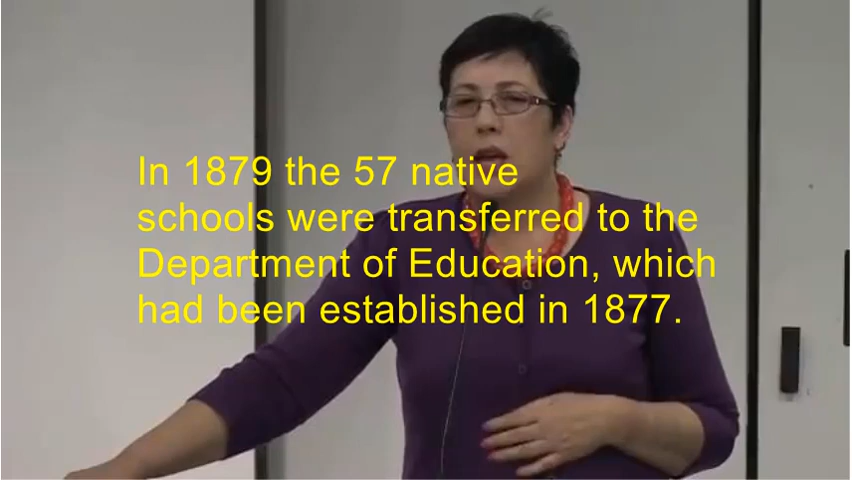 In 1879 the 57 native
schools were transferred to the
Department of Education, which
had been established in 1877.